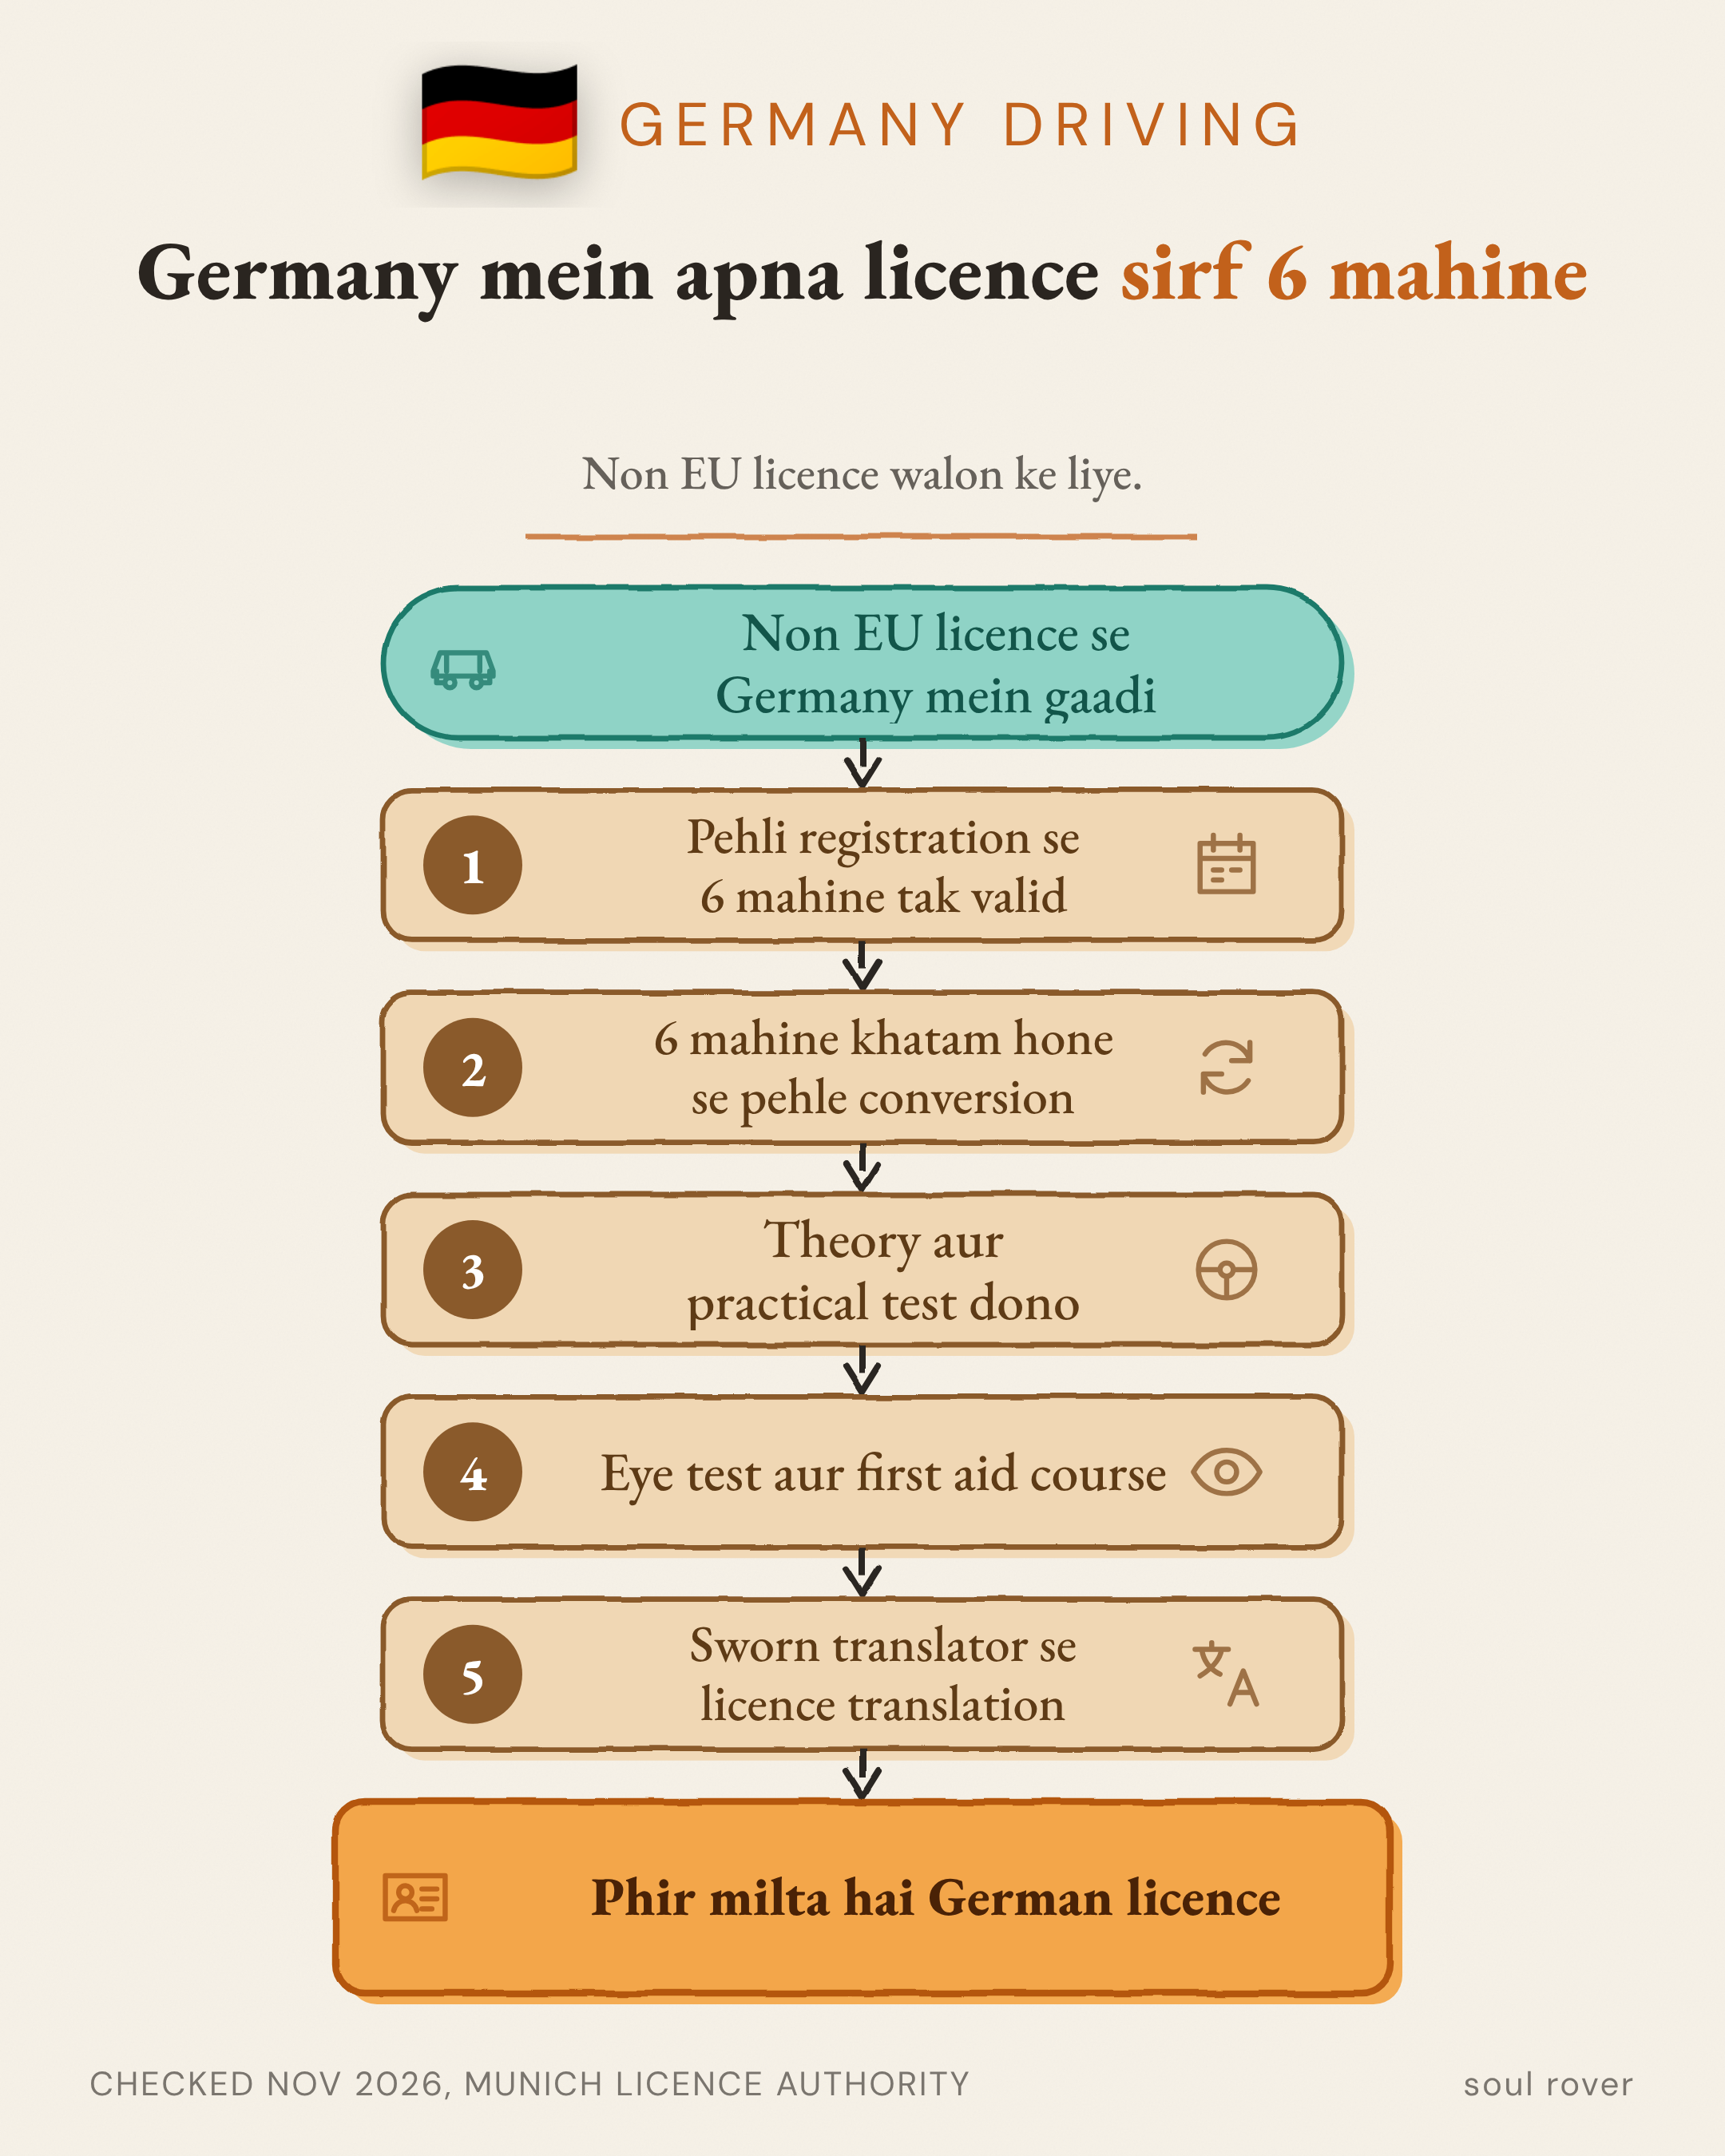 GERMANY DRIVING
Germany mein apna licence sirf 6 mahine
Non EU licence walon ke liye.
Non EU licence se
Germany mein gaadi
1
Pehli registration se
6 mahine tak valid
2
6 mahine khatam hone
se pehle conversion
3
Theory aur
practical test dono
4
Eye test aur first aid course
5
Sworn translator se
licence translation
Phir milta hai German licence
CHECKED NOV 2026, MUNICH LICENCE AUTHORITY
soul rover